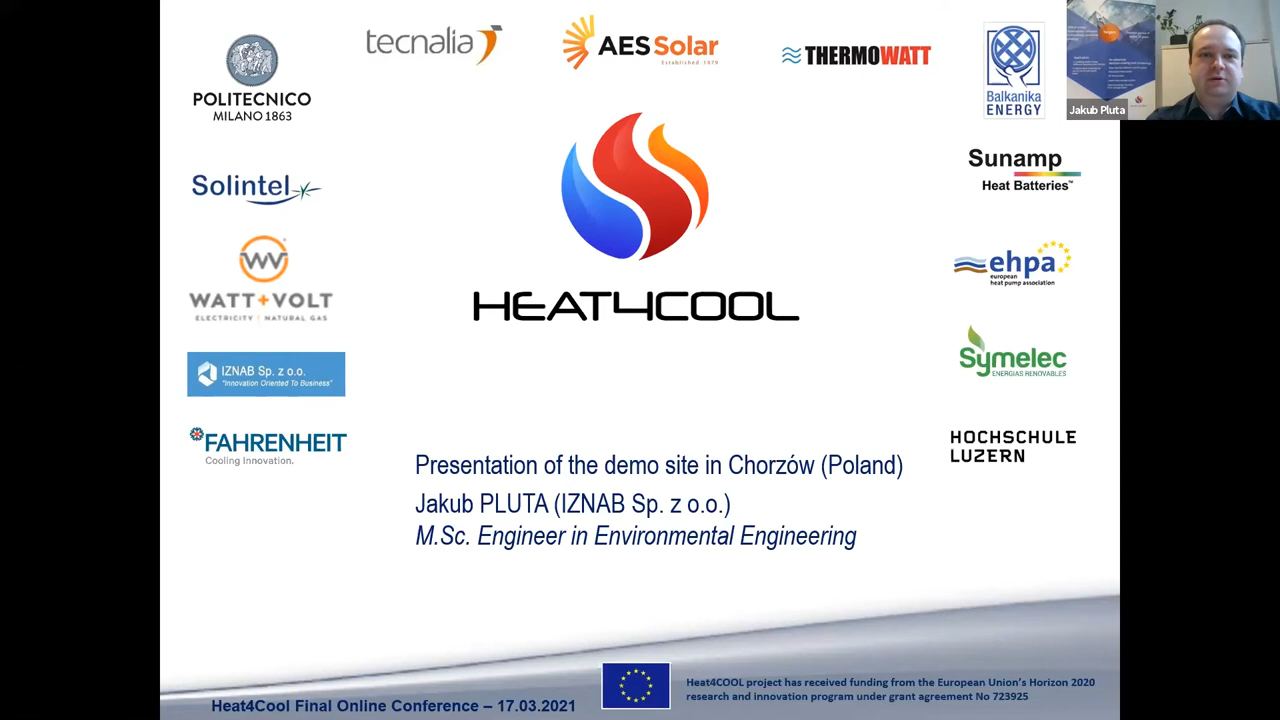 tecnalia
AES Solar
Established 1979
THERMOWATT
POLITECNICO
MILANO 1863
Balkanika
ENERGY
Jakub Pluta
Sunamp
Heat Batteries™
Solintel
WV
WATT+VOLT
ELECTRICITY | NATURAL GAS
ehpa
european
heat pump association
HEAT4COOL
Symelec
ENERGÍAS RENOVABLES
IZNAB Sp. z o.o.
"Innovation Oriented To Business"
FAHRENHEIT
Cooling Innovation.
HOCHSCHULE
LUZERN
Presentation of the demo site in Chorzów (Poland)
Jakub PLUTA (IZNAB Sp. z o.o.)
M.Sc. Engineer in Environmental Engineering
Heat4COOL project has received funding from the European Union's Horizon 2020
research and innovation program under grant agreement No 723925
Heat4Cool Final Online Conference – 17.03.2021